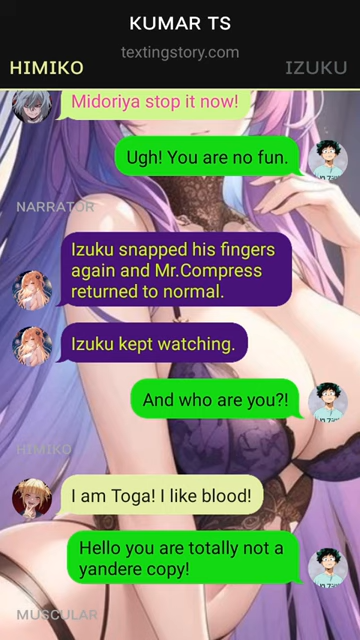 KUMAR TS
textingstory.com
HIMIKO
IZUKU
Midoriya stop it now!
Ugh! You are no fun.
NARRATOR
Izuku snapped his fingers
again and Mr.Compress
returned to normal.
Izuku kept watching.
And who are you?!
HIMIKO
I am Toga! I like blood!
Hello you are totally not a
yandere copy!
MUSCULAR